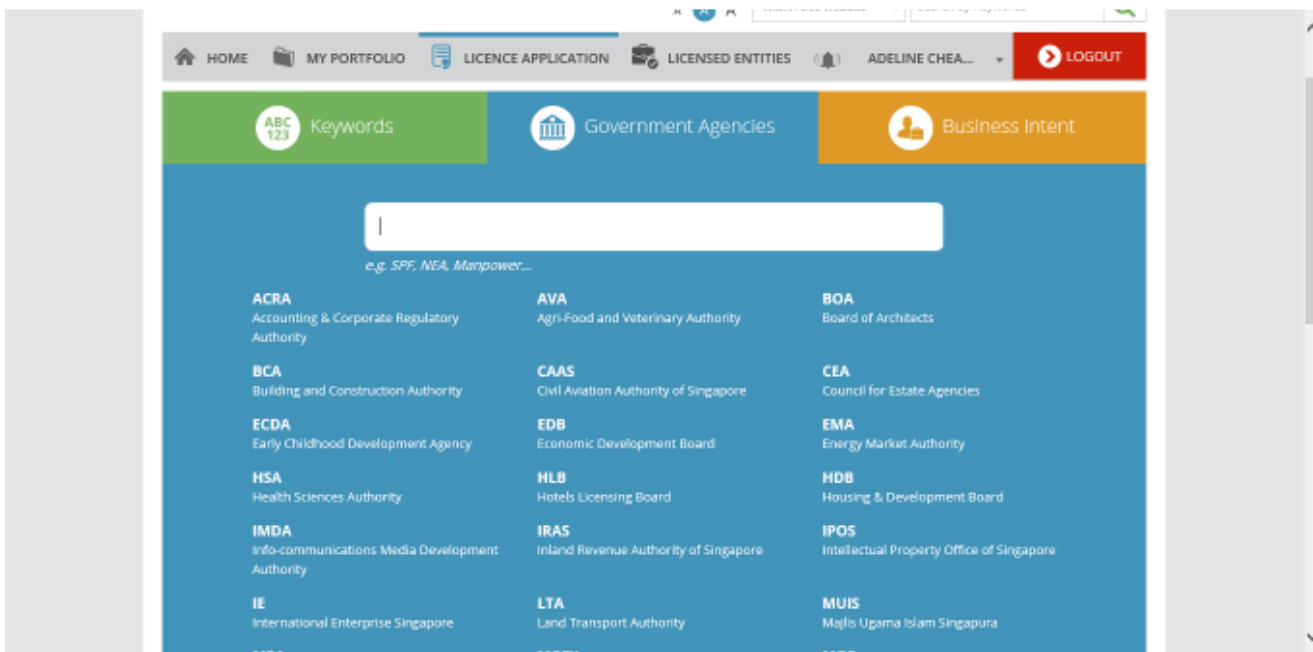 A A A
HOME MY PORTFOLIO LICENCE APPLICATION LICENSED ENTITIES ADELINE CHEA... LOGOUT
ABC
123
Keywords Government Agencies Business Intent
e.g. SPF, NEA, Manpower...
ACRA AVA BOA
Accounting & Corporate Regulatory Agri-Food and Veterinary Authority Board of Architects
Authority
BCA CAAS CEA
Building and Construction Authority Civil Aviation Authority of Singapore Council for Estate Agencies
ECDA EDB EMA
Early Childhood Development Agency Economic Development Board Energy Market Authority
HSA HLB HDB
Health Sciences Authority Hotels Licensing Board Housing & Development Board
IMDA IRAS IPOS
Info-communications Media Development Inland Revenue Authority of Singapore Intellectual Property Office of Singapore
Authority
IE LTA MUIS
International Enterprise Singapore Land Transport Authority Majlis Ugama Islam Singapura